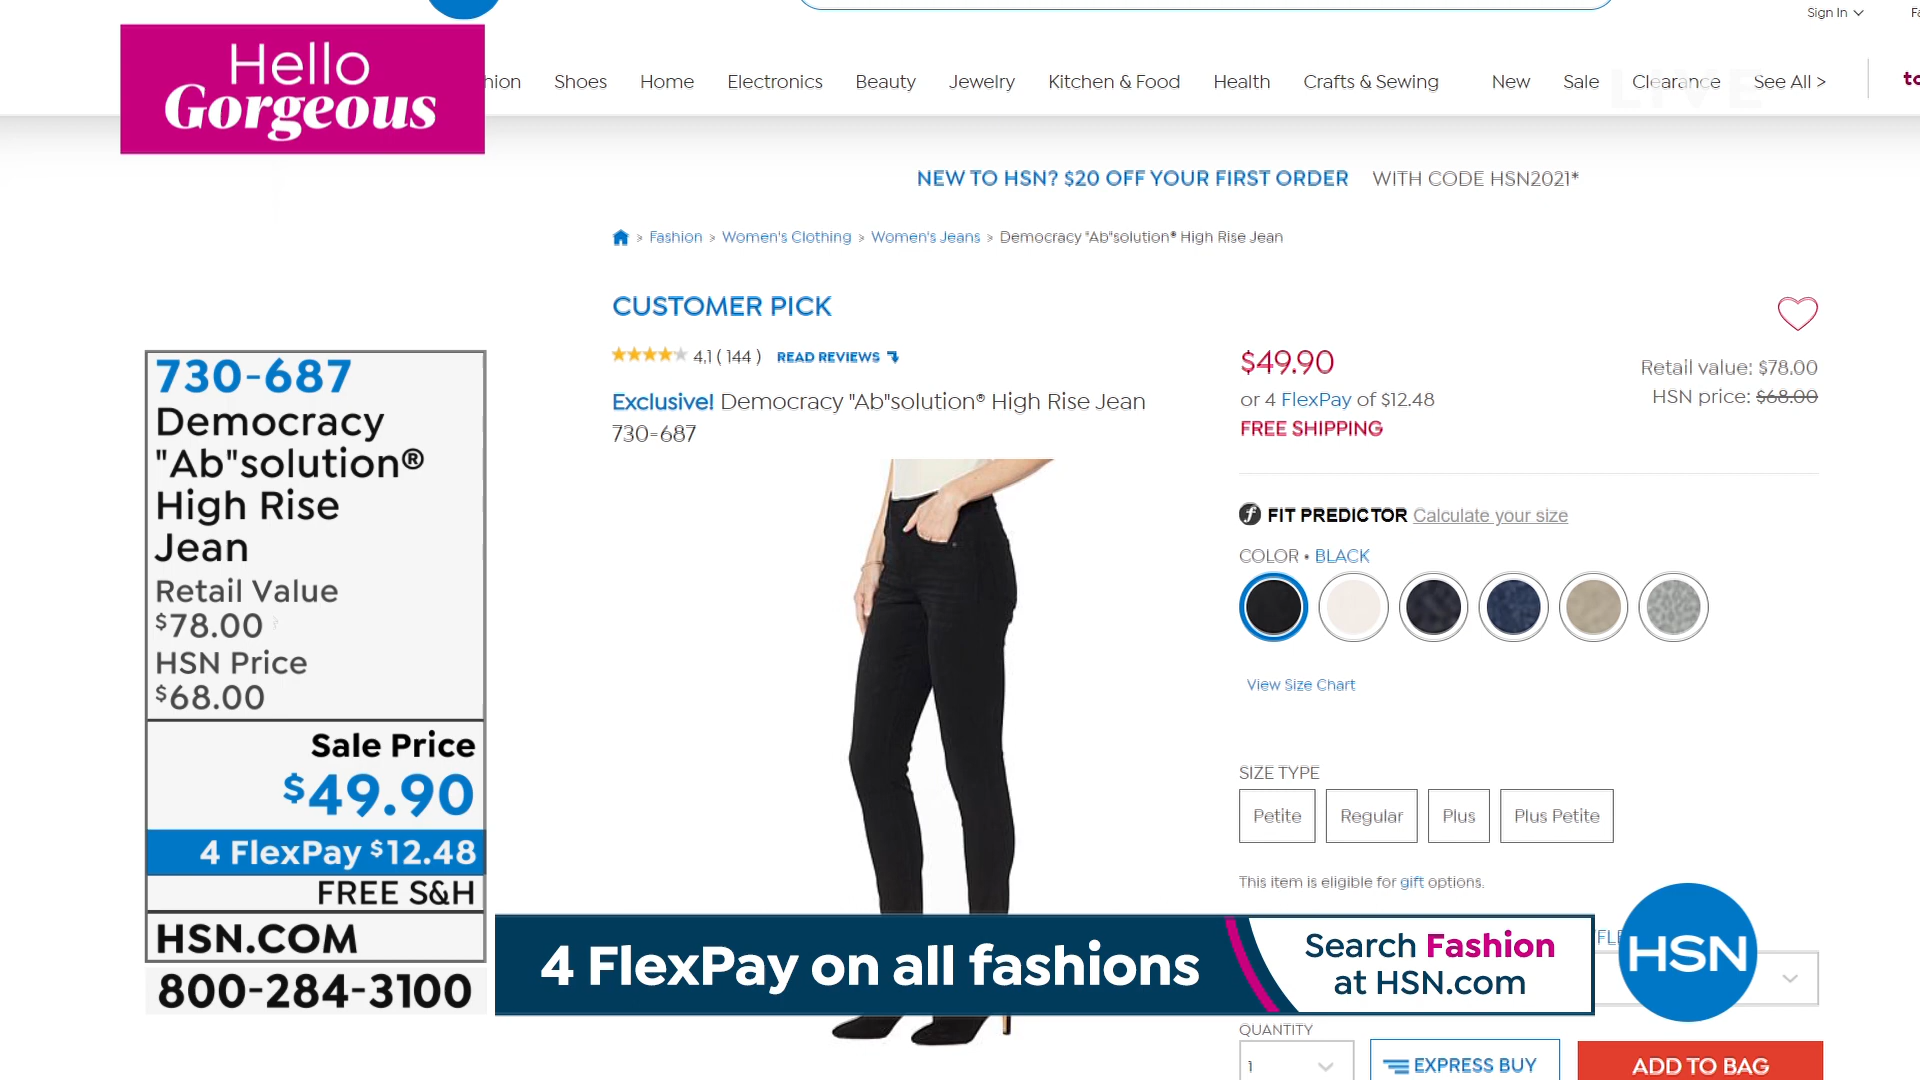 Sign In
Hello
Gorgeous
Shoes
Home
Electronics
Beauty
Jewelry
Kitchen & Food
Health
Crafts & Sewing
New
Sale
Clearance
See All >
LIVE
NEW TO HSN? $20 OFF YOUR FIRST ORDER WITH CODE HSN2021*
> Fashion > Women's Clothing > Women's Jeans > Democracy "Ab"solution® High Rise Jean
CUSTOMER PICK
4.1 ( 144 ) READ REVIEWS
Exclusive! Democracy "Ab"solution® High Rise Jean
730-687
$49.90
or 4 FlexPay of $12.48
FREE SHIPPING
Retail value: $78.00
HSN price: $68.00
f FIT PREDICTOR Calculate your size
COLOR • BLACK
View Size Chart
SIZE TYPE
Petite
Regular
Plus
Plus Petite
This item is eligible for gift options.
QUANTITY
1
EXPRESS BUY
ADD TO BAG
730-687
Democracy
"Ab"solution®
High Rise
Jean
Retail Value
$78.00
HSN Price
$68.00
Sale Price
$49.90
4 FlexPay $12.48
FREE S&H
HSN.COM
800-284-3100
4 FlexPay on all fashions
Search Fashion
at HSN.com
HSN